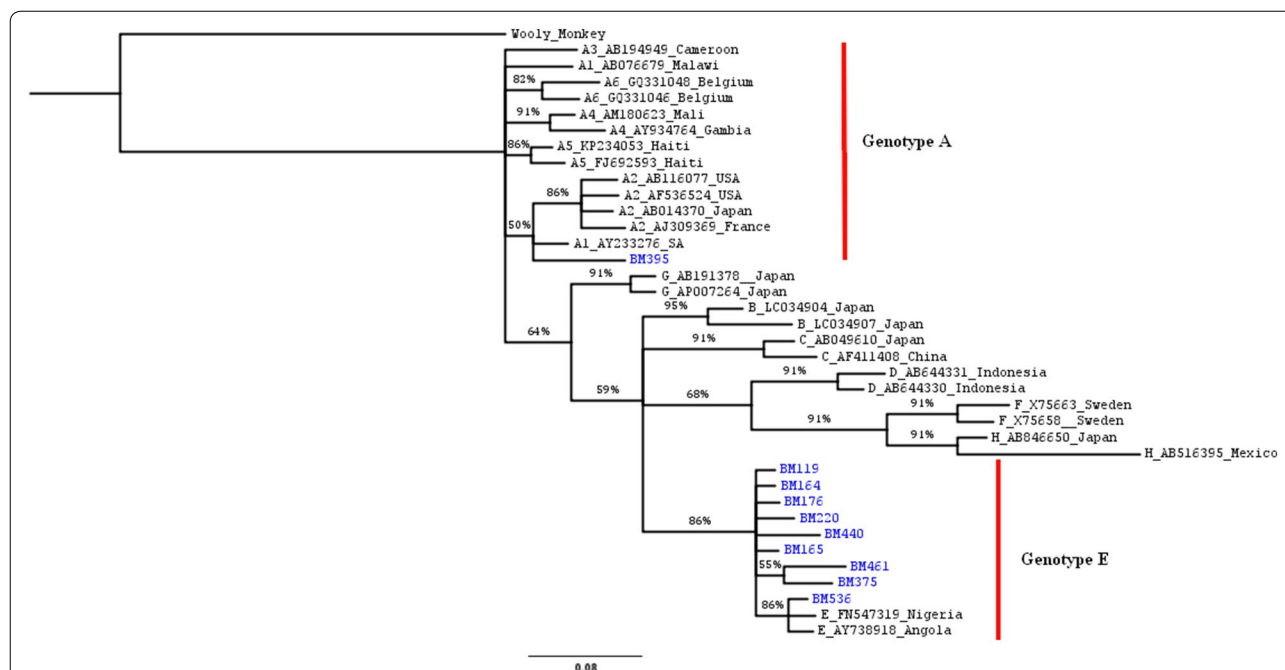 Wooly_Monkey
A3_AB194949_Cameroon
A1_AB076679_Malawi
82%
A6_GQ331048_Belgium
A6_GQ331046_Belgium
91%
A4_AM180623_Mali
A4_AY934764_Gambia
Genotype A
86%
A5_KP234053_Haiti
A5_FJ692593_Haiti
A2_AB116077_USA
86%
A2_AF536524_USA
A2_AB014370_Japan
50%
A2_AJ309369_France
A1_AY233276_SA
BM395
91%
G_AB191378__Japan
G_AP007264_Japan
95%
B_LC034904_Japan
64%
B_LC034907_Japan
91%
C_AB049610_Japan
C_AF411408_China
91%
D_AB644331_Indonesia
59%
68%
D_AB644330_Indonesia
91%
F_X75663_Sweden
91%
F_X75658__Sweden
91%
H_AB846650_Japan
H_AB516395_Mexico
BM119
BM164
BM176
86%
BM220
BM440
BM165
Genotype E
55%
BM461
BM375
BM536
86%
E_FN547319_Nigeria
E_AY738918_Angola
0.08